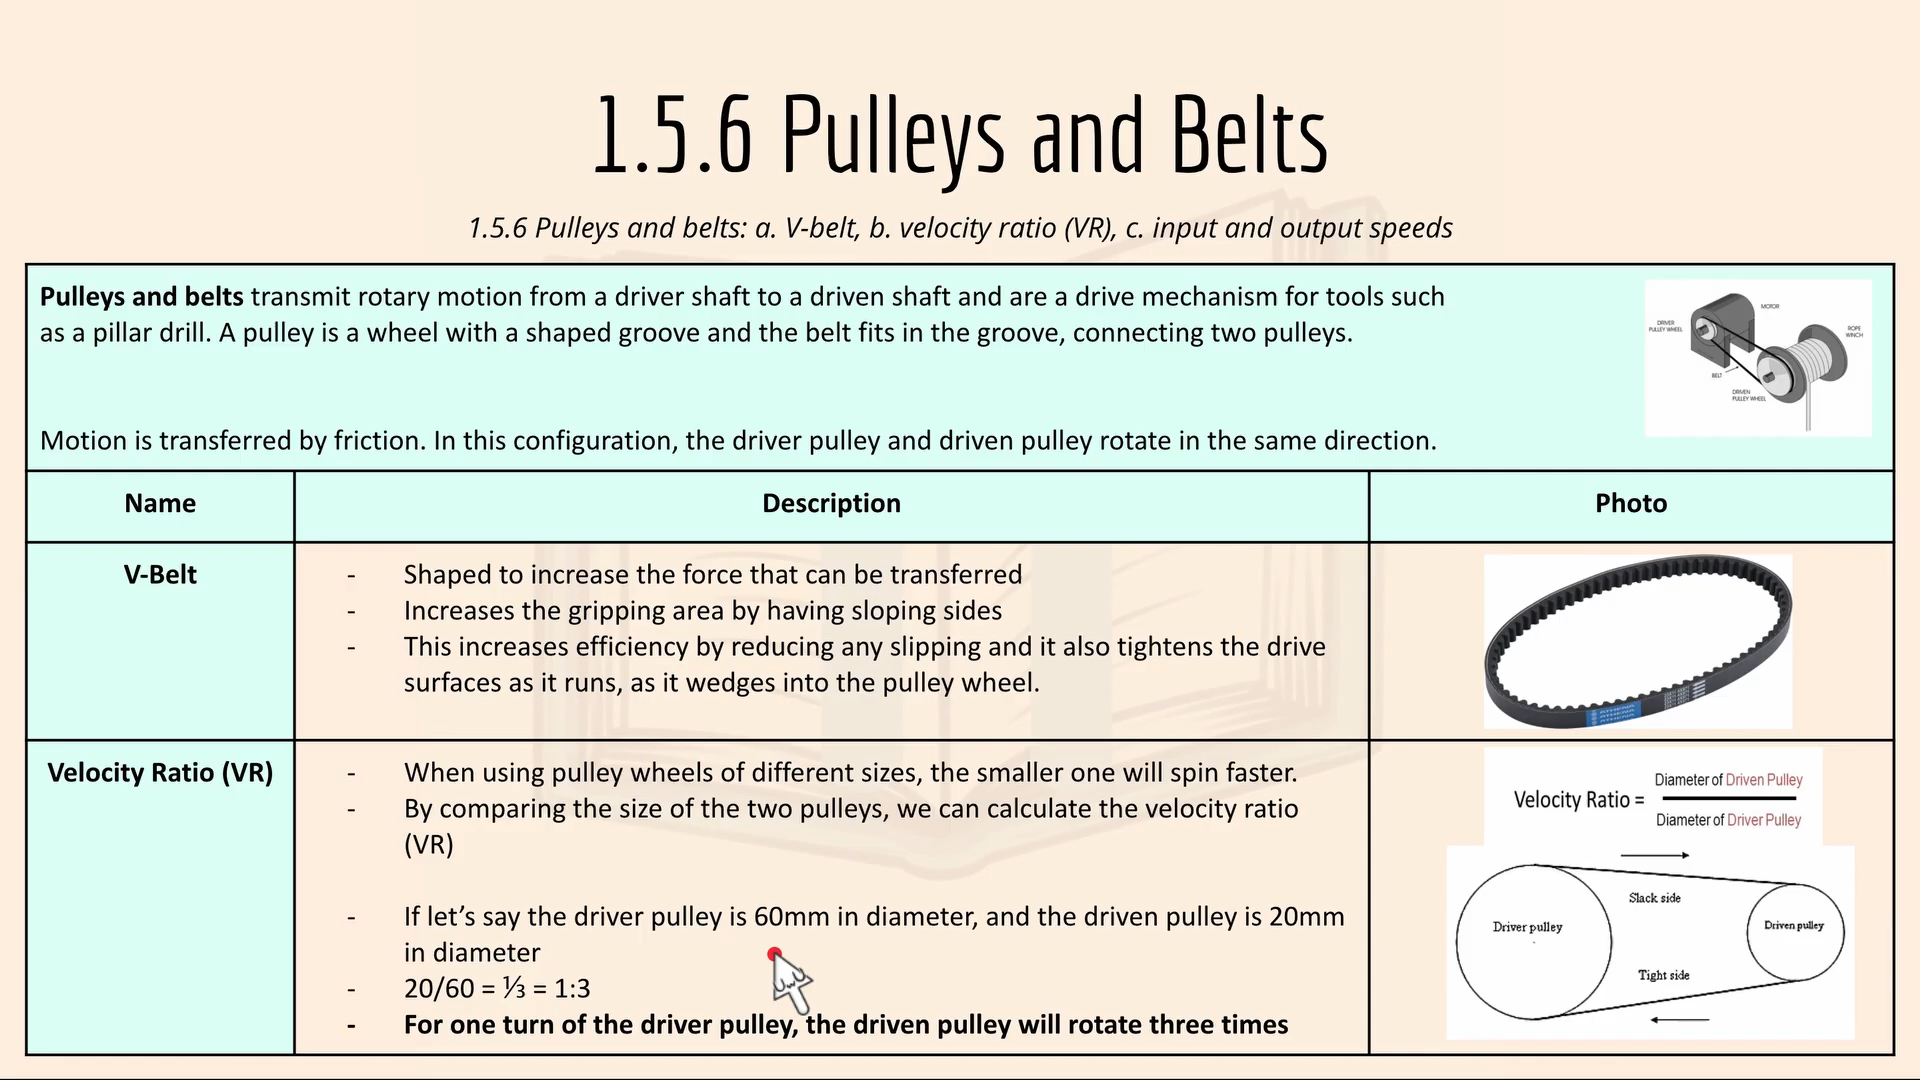 1.5.6 Pulleys and Belts
1.5.6 Pulleys and belts: a. V-belt, b. velocity ratio (VR), c. input and output speeds
Pulleys and belts transmit rotary motion from a driver shaft to a driven shaft and are a drive mechanism for tools such
as a pillar drill. A pulley is a wheel with a shaped groove and the belt fits in the groove, connecting two pulleys.
Motion is transferred by friction. In this configuration, the driver pulley and driven pulley rotate in the same direction.
MOTOR
DRIVER
PULLEY WHEEL
ROPE
WINCH
BELT
DRIVEN
PULLEY WHEEL
Name
Description
Photo
V-Belt
- Shaped to increase the force that can be transferred
- Increases the gripping area by having sloping sides
- This increases efficiency by reducing any slipping and it also tightens the drive
surfaces as it runs, as it wedges into the pulley wheel.
Velocity Ratio (VR)
- When using pulley wheels of different sizes, the smaller one will spin faster.
- By comparing the size of the two pulleys, we can calculate the velocity ratio
(VR)
- If let’s say the driver pulley is 60mm in diameter, and the driven pulley is 20mm
in diameter
- 20/60 = ⅓ = 1:3
- For one turn of the driver pulley, the driven pulley will rotate three times
Diameter of Driven Pulley
Velocity Ratio =
Diameter of Driver Pulley
Slack side
Driver pulley
Driven pulley
Tight side